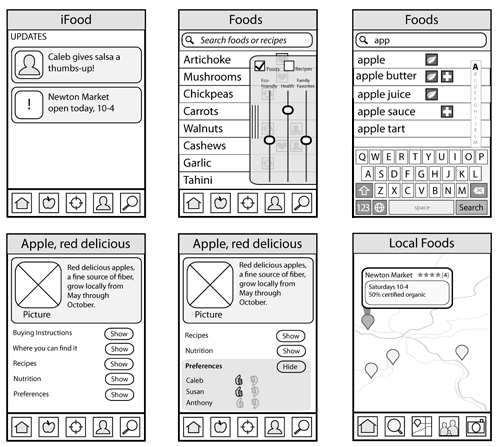 iFood
UPDATES
Caleb gives salsa a
thumbs-up!
!
Newton Market
open today, 10-4
Foods
Search foods or recipes
Artichoke
Mushrooms
Chickpeas
Carrots
Walnuts
Cashews
Garlic
Tahini
Foods
Recipes
Eco-
Friendly
Health
Family
Favorites
Foods
app
apple
apple butter
apple juice
apple sauce
apple tart
A
Q W E R T Y U I O P
A S D F G H J K L
Z X C V B N M
123
space
Search
Apple, red delicious
Red delicious apples,
a fine source of fiber,
grow locally from
May through
October.
Picture
Buying Instructions Show
Where you can find it Show
Recipes Show
Nutrition Show
Preferences Show
Apple, red delicious
Red delicious apples,
a fine source of fiber,
grow locally from
May through
October.
Picture
Recipes Show
Nutrition Show
Preferences Hide
Caleb
Susan
Anthony
Local Foods
Newton Market ★★★★ (4)
Saturdays 10-4
50% certified organic